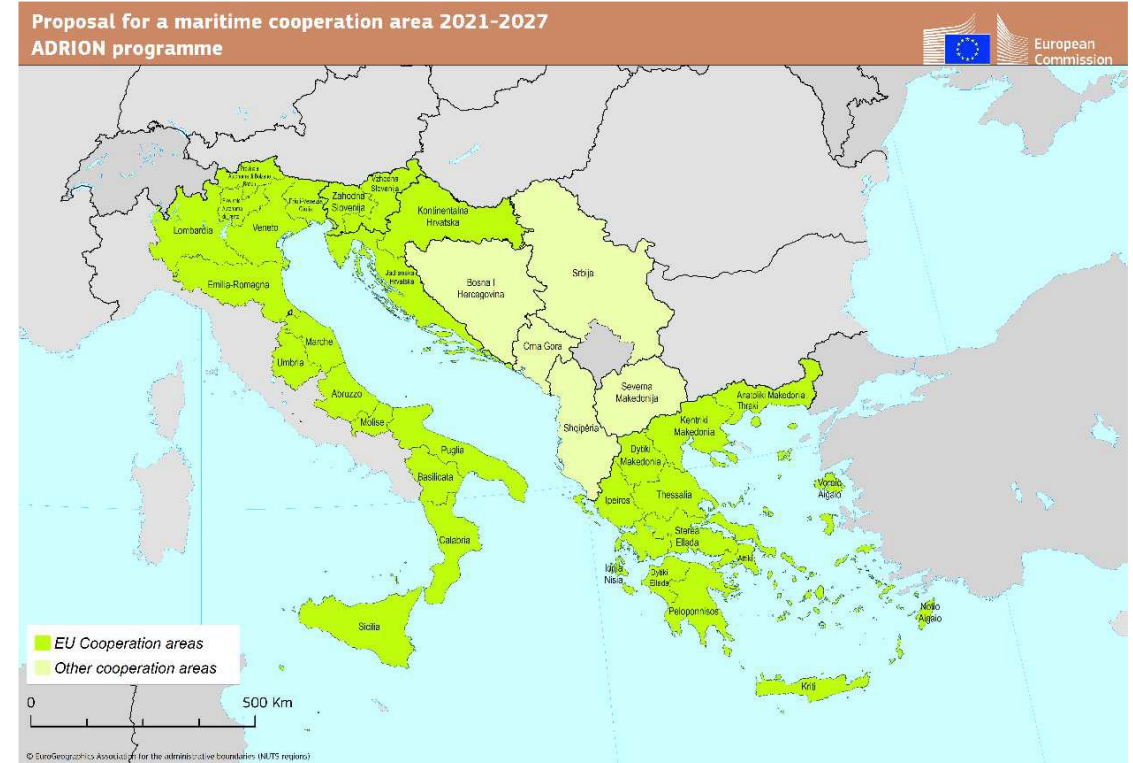 Proposal for a maritime cooperation area 2021-2027
ADRION programme
European
Commission
Vzhodna
Slovenija
Zahodna
Slovenija
Kontinentalna
Hrvatska
Lombardia
Veneto
Emilia-Romagna
Jadranska
Hrvatska
Bosna I
Hercegovina
Srbija
Marche
Umbria
Crna Gora
Abruzzo
Molise
Severna
Makedonija
Anatoliki Makedonia
Thraki
Kentriki
Makedonia
Shqipëria
Puglia
Basilicata
Dytiki
Makedonia
Ipeiros
Thessalia
Voreio
Aigaio
Calabria
Sterea
Ellada
Attiki
Nisia
Dytiki
Ellada
Peloponnisos
Notio
Aigaio
Sicilia
Kriti
EU Cooperation areas
Other cooperation areas
0
500 Km
© EuroGeographics Association for the administrative boundaries (NUTS regions)